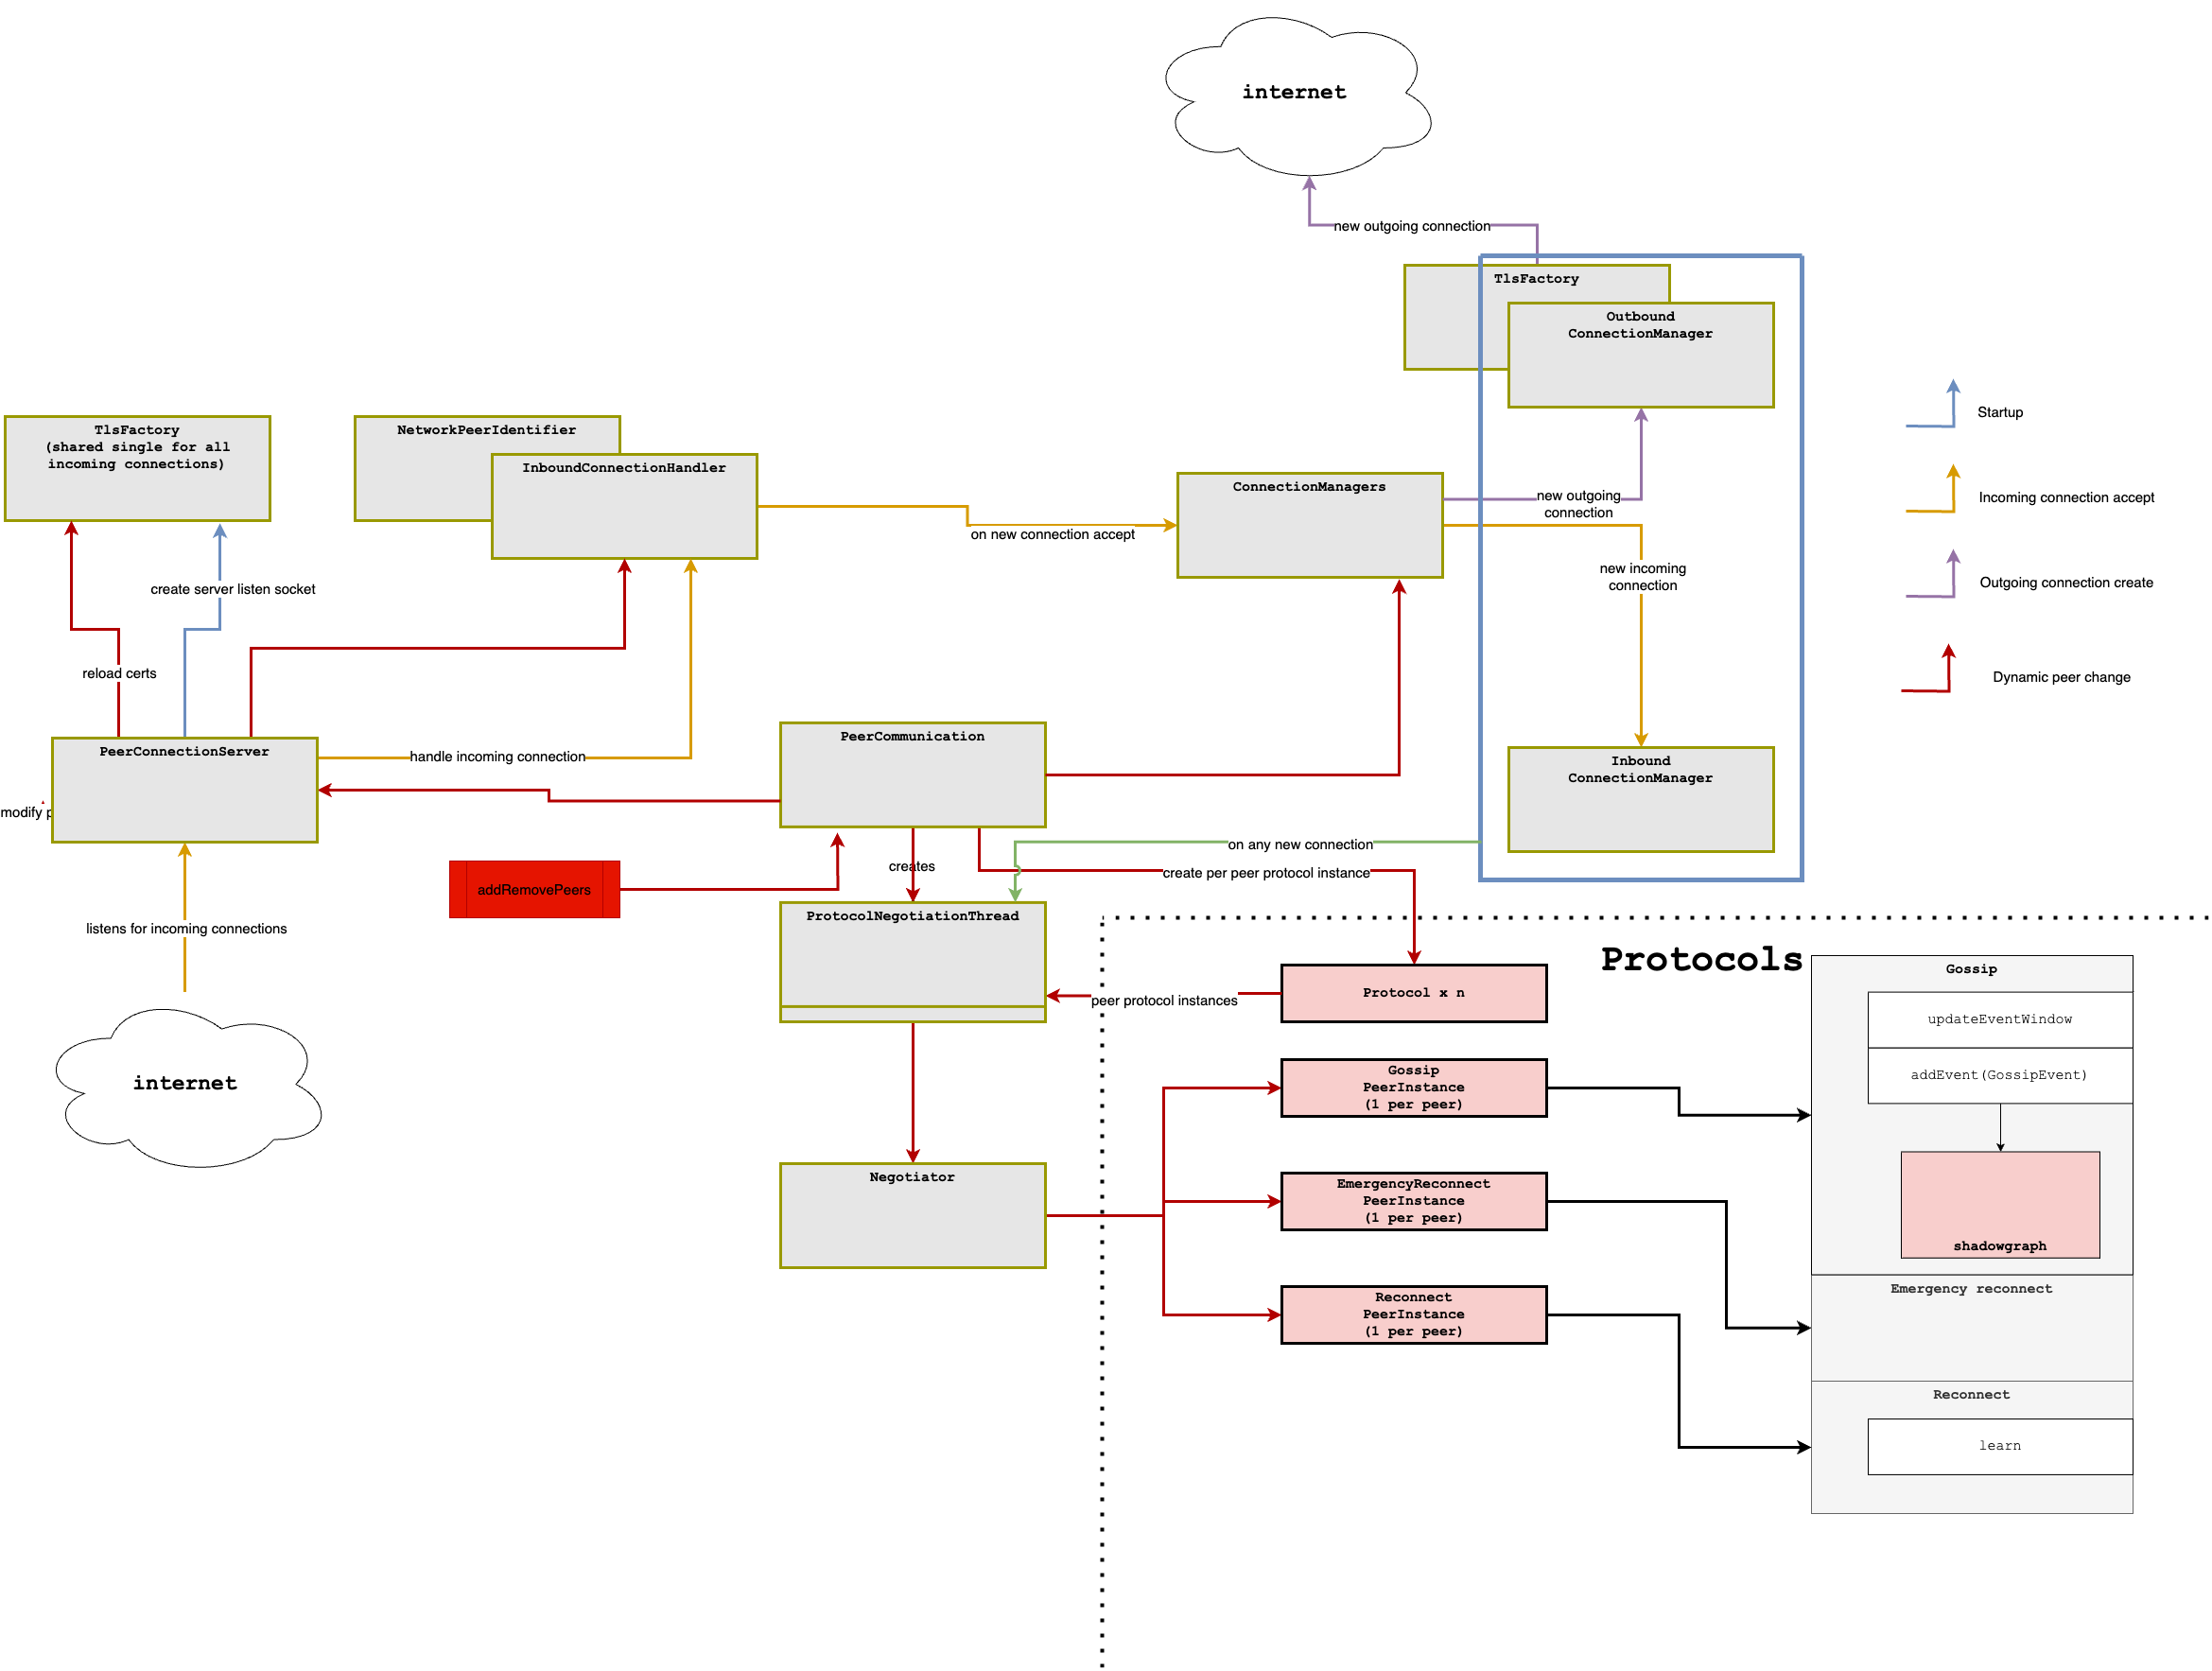 internet
new outgoing connection
TlsFactory
Outbound
ConnectionManager
Startup
TlsFactory
(shared single for all
incoming connections)
NetworkPeerIdentifier
InboundConnectionHandler
ConnectionManagers
new outgoing
connection
Incoming connection accept
on new connection accept
create server listen socket
new incoming
connection
Outgoing connection create
reload certs
Dynamic peer change
PeerConnectionServer
handle incoming connection
PeerCommunication
Inbound
ConnectionManager
modify p
on any new connection
creates
create per peer protocol instance
addRemovePeers
listens for incoming connections
ProtocolNegotiationThread
Protocols
Gossip
Protocol x n
peer protocol instances
updateEventWindow
addEvent(GossipEvent)
internet
Gossip
PeerInstance
(1 per peer)
Negotiator
EmergencyReconnect
PeerInstance
(1 per peer)
shadowgraph
Emergency reconnect
Reconnect
PeerInstance
(1 per peer)
Reconnect
learn